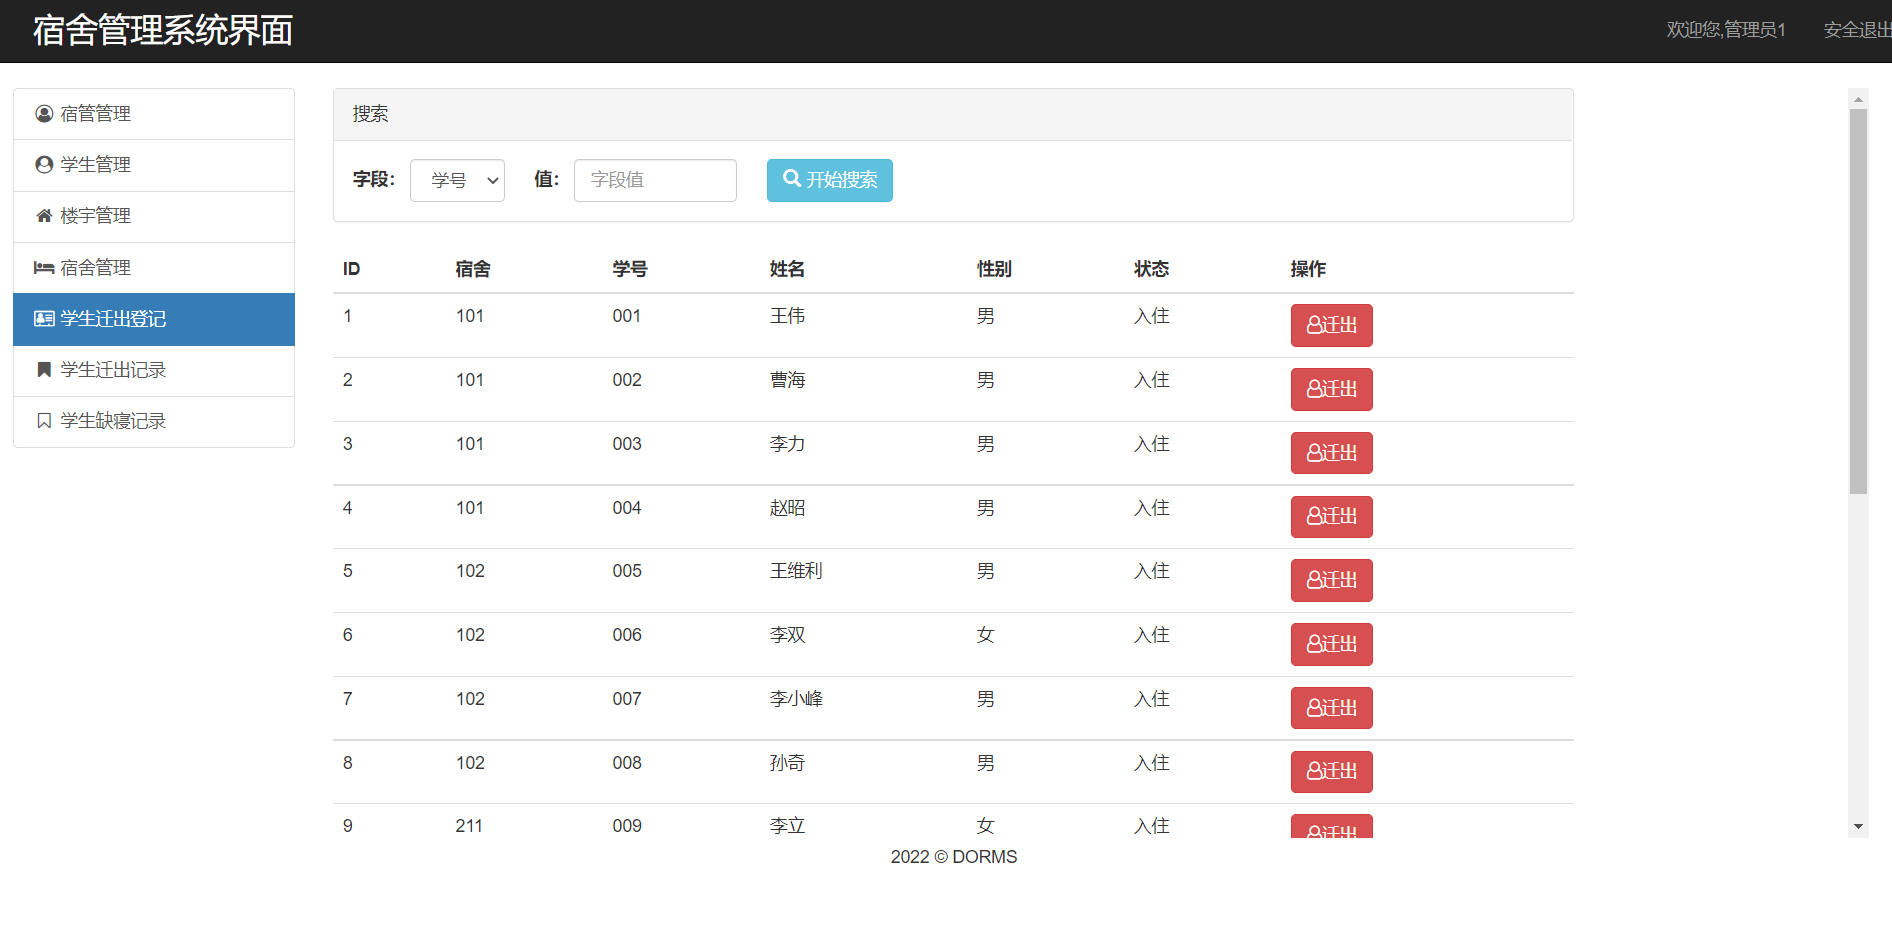 宿舍管理系统界面
欢迎您,管理员1 安全退出
宿管管理
学生管理
楼宇管理
宿舍管理
学生迁出登记
学生迁出记录
学生缺寝记录
搜索
字段: 学号 值: 字段值 开始搜索
ID 宿舍 学号 姓名 性别 状态 操作
1 101 001 王伟 男 入住 迁出
2 101 002 曹海 男 入住 迁出
3 101 003 李力 男 入住 迁出
4 101 004 赵昭 男 入住 迁出
5 102 005 王维利 男 入住 迁出
6 102 006 李双 女 入住 迁出
7 102 007 李小峰 男 入住 迁出
8 102 008 孙奇 男 入住 迁出
9 211 009 李立 女 入住 迁出
2022 © DORMS